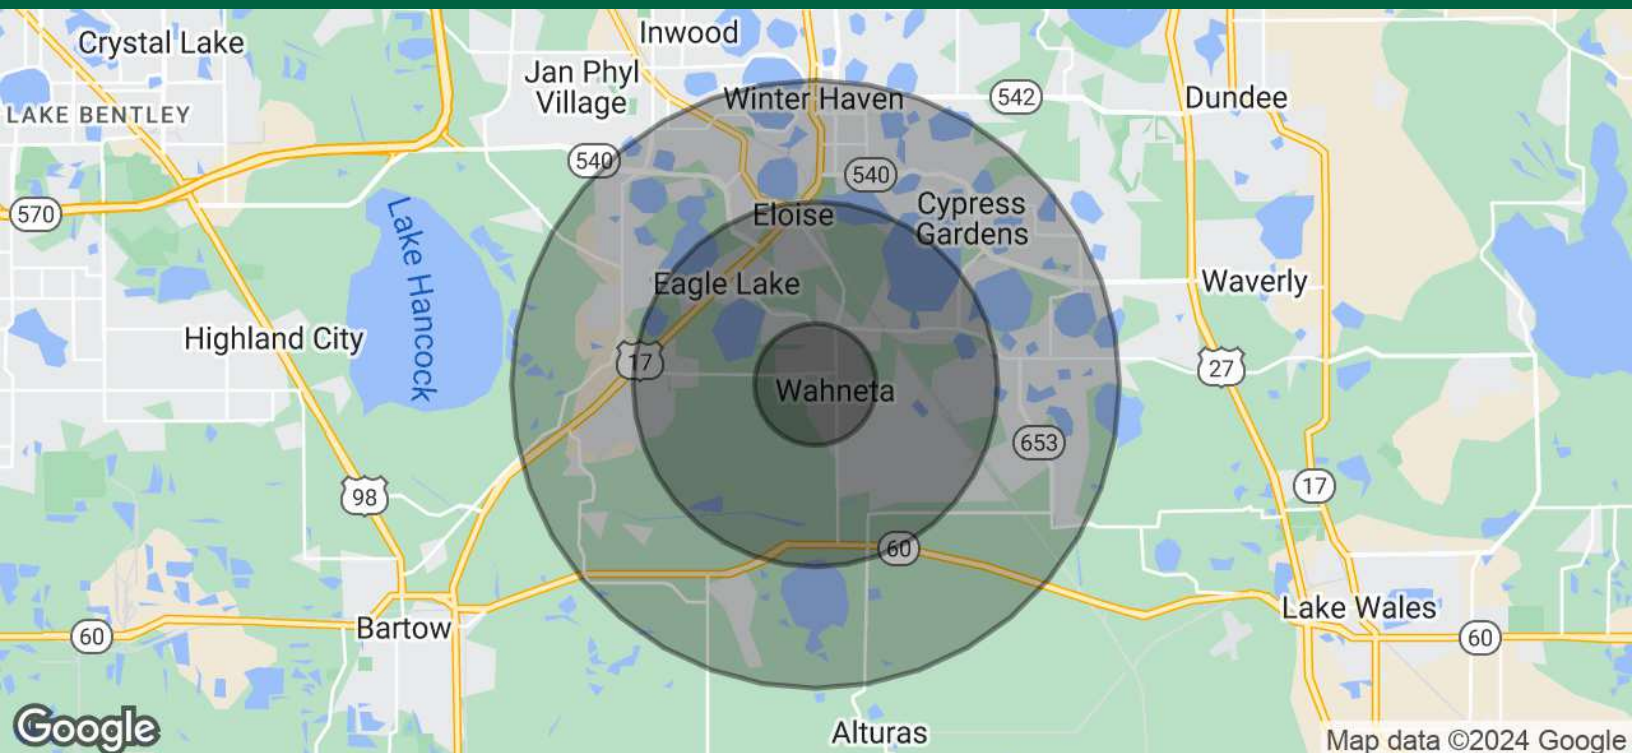 Inwood
Crystal Lake
Jan Phyl
Village
Winter Haven
542
Dundee
LAKE BENTLEY
540
540
570
Cypress
Gardens
Eloise
Lake Hancock
Eagle Lake
Waverly
Highland City
17
27
Wahneta
653
98
17
60
Lake Wales
Bartow
60
60
Alturas
Google
Map data ©2024 Google